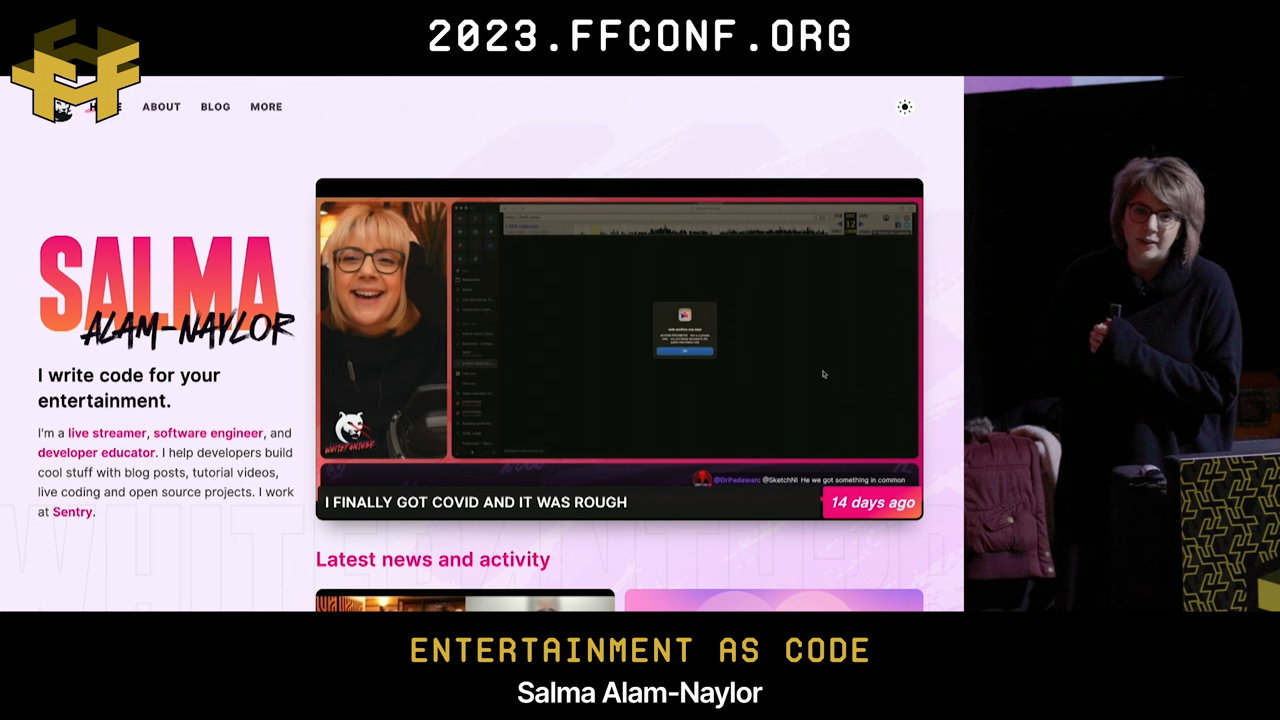 2023.FFCONF.ORG
ABOUT BLOG MORE
SALMA
ALAM-NAYLOR
I write code for your
entertainment.
I'm a live streamer, software engineer, and
developer educator. I help developers build
cool stuff with blog posts, tutorial videos,
live coding and open source projects. I work
at Sentry.
@DrPadawarc @SketchNI He we got something in common
I FINALLY GOT COVID AND IT WAS ROUGH
14 days ago
Latest news and activity
ENTERTAINMENT AS CODE
Salma Alam-Naylor